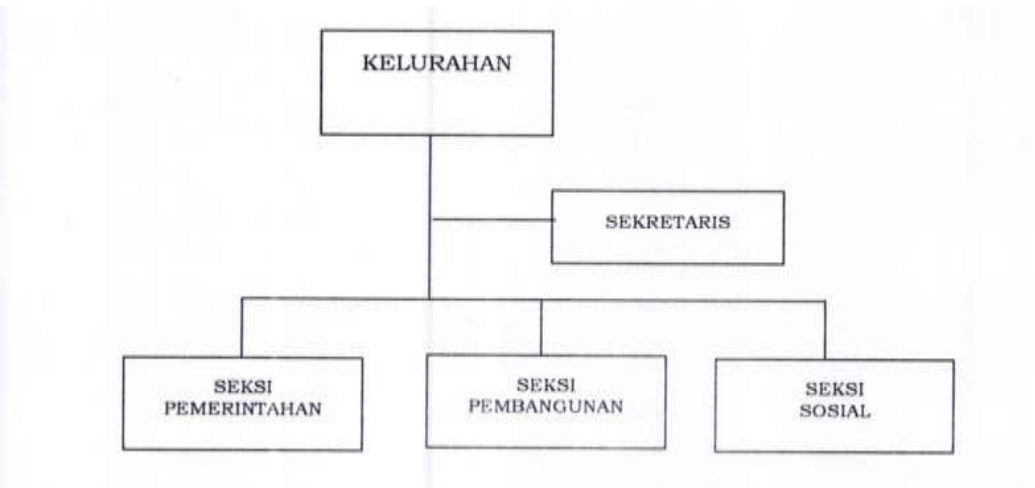 KELURAHAN
SEKRETARIS
SEKSI
PEMERINTAHAN
SEKSI
PEMBANGUNAN
SEKSI
SOSIAL